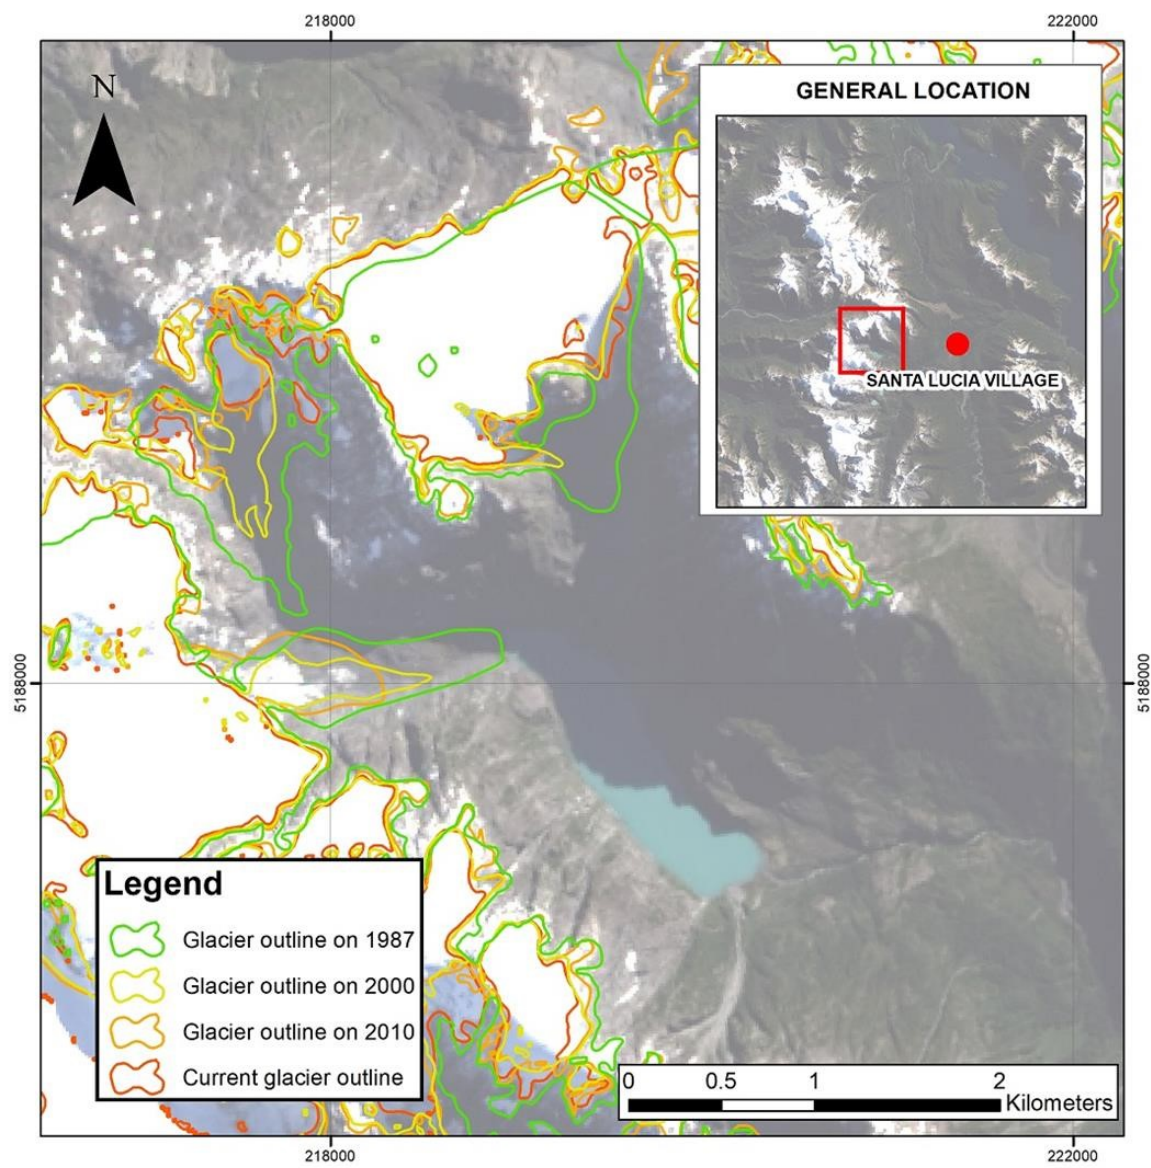 218000
222000
N
GENERAL LOCATION
SANTA LUCIA VILLAGE
5188000
5188000
Legend
Glacier outline on 1987
Glacier outline on 2000
Glacier outline on 2010
Current glacier outline
0 0.5 1 2
Kilometers
218000
222000